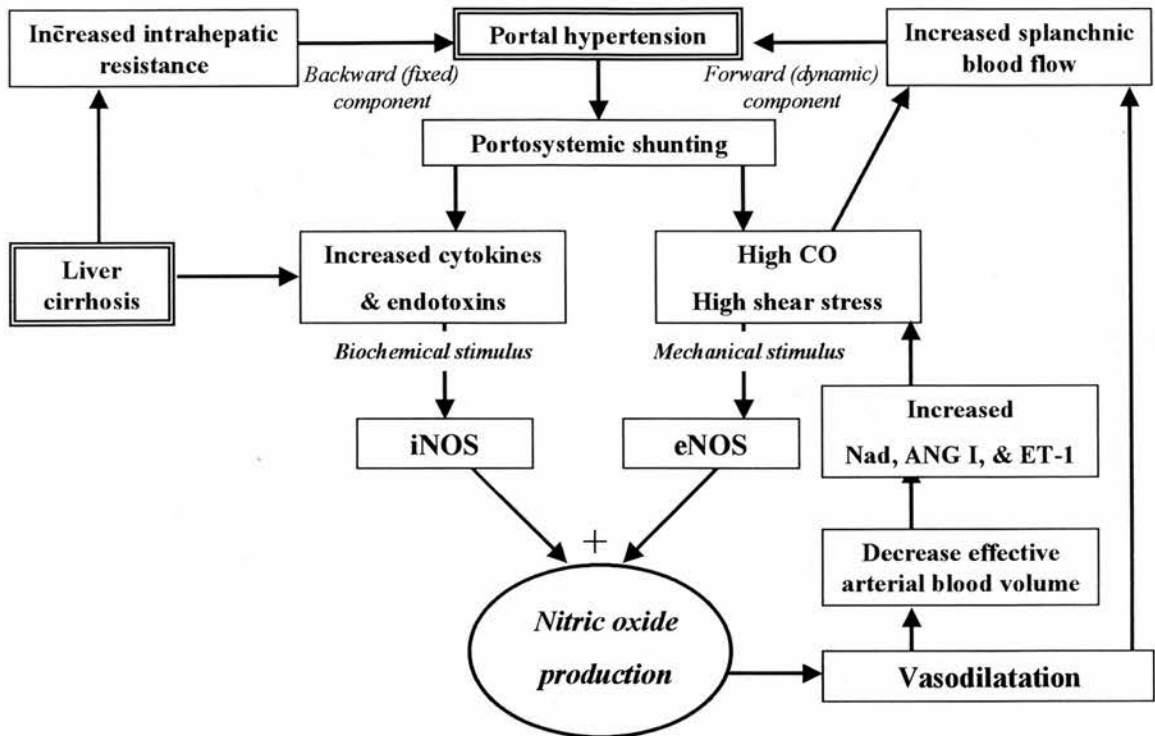 Increased intrahepatic
resistance
Portal hypertension
Increased splanchnic
blood flow
Backward (fixed)
component
Forward (dynamic)
component
Portosystemic shunting
Liver
cirrhosis
Increased cytokines
& endotoxins
High CO
High shear stress
Biochemical stimulus
Mechanical stimulus
iNOS
eNOS
Increased
Nad, ANG I, & ET-1
+
Decrease effective
arterial blood volume
Nitric oxide
production
Vasodilatation